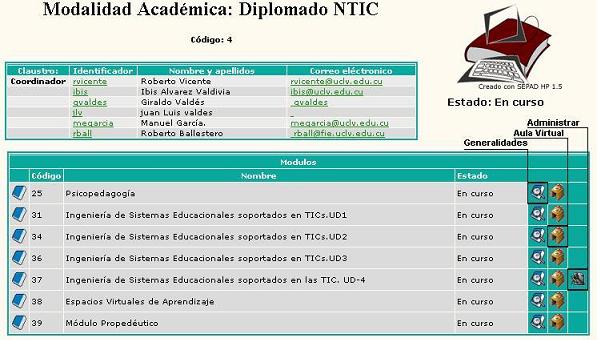 Modalidad Académica: Diplomado NTIC
Código: 4
Creado con SEPAD HP 1.5
Estado: En curso
Claustro: Identificador Nombre y apellidos Correo eléctronico
Coordinador rvicente Roberto Vicente rvicente@uclv.edu.cu
ibis Ibis Alvarez Valdivia ibis@uclv.edu.cu
gvaldes Giraldo Valdés _gvaldes
jlv juan Luis valdes _
megarcia Manuel García. megarcia@uclv.edu.cu
rball Roberto Ballestero rball@fie.uclv.edu.cu
Administrar
Aula Virtual
Generalidades
Modulos
Código Nombre Estado
25 Psicopedagogía En curso
31 Ingeniería de Sistemas Educacionales soportados en TICs.UD1 En curso
34 Ingeniería de Sistemas Educacionales soportados en TICs.UD2 En curso
36 Ingeniería de Sistemas Educacionales soportados en TICs.UD3 En curso
37 Ingeniería de Sistemas Educacionales soportados en las TIC. UD-4 En curso
38 Espacios Virtuales de Aprendizaje En curso
39 Módulo Propedéutico En curso